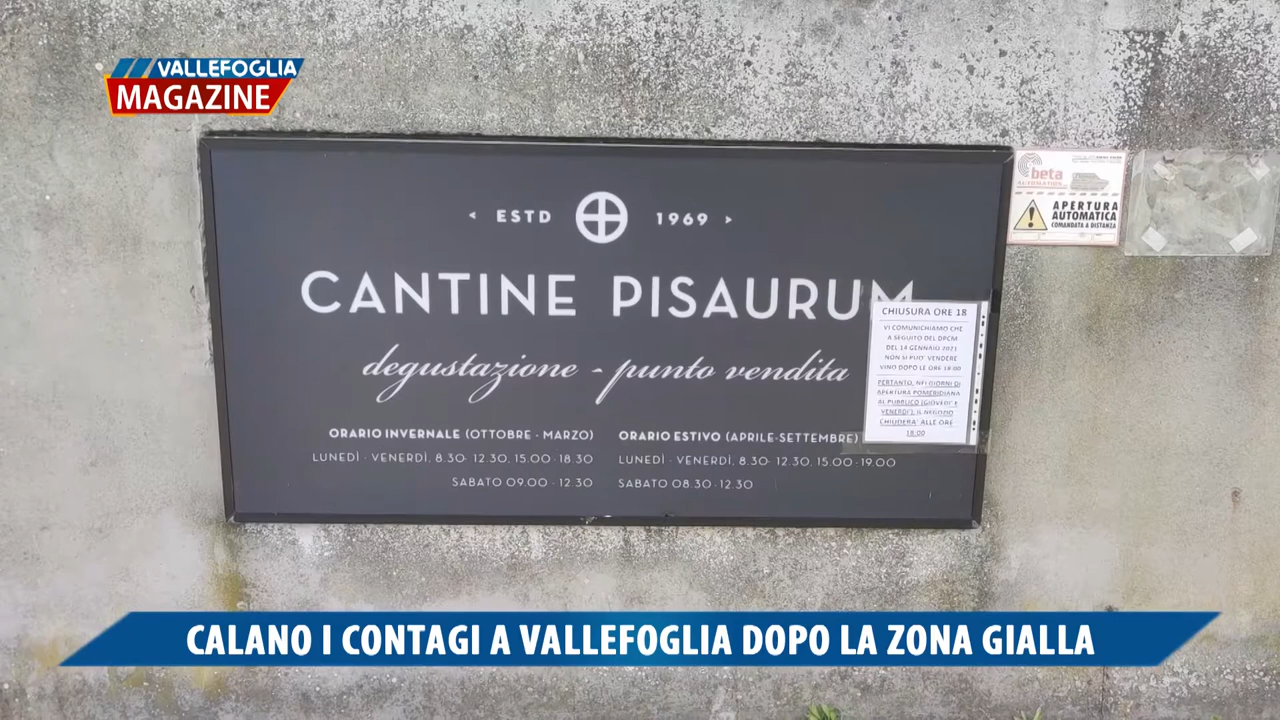 VALLEFOGLIA
MAGAZINE
ESTD 1969
CANTINE PISAURUM
degustazione - punto vendita
ORARIO INVERNALE (OTTOBRE - MARZO)
LUNEDÌ - VENERDÌ, 8.30- 12.30, 15.00 - 18.30
SABATO 09.00 - 12.30
ORARIO ESTIVO (APRILE-SETTEMBRE)
LUNEDÌ - VENERDÌ, 8.30- 12.30, 15.00 -19.00
SABATO 08.30 -12.30
CHIUSURA ORE 18
VI COMUNICHIAMO CHE
A SEGUITO DEL DPCM
DEL 14 GENNAIO 2021
NON SI PUO' VENDERE
VINO DOPO LE ORE 18:00
PERTANTO, NEI GIORNI DI
APERTURA POMERIDIANA
AL PUBBLICO (GIOVEDI' E
VENERDI'), IL NEGOZIO
CHIUDERA' ALLE ORE
18:00
beta
APERTURA
AUTOMATICA
COMANDATA A DISTANZA
CALANO I CONTAGI A VALLEFOGLIA DOPO LA ZONA GIALLA